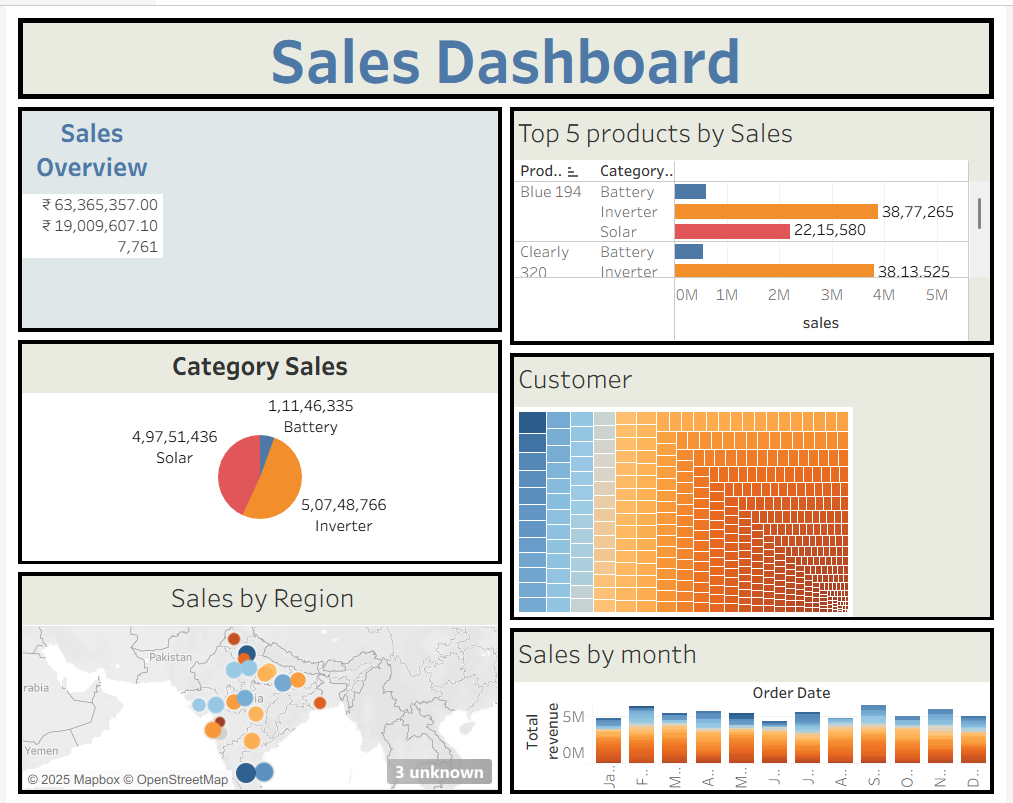 Sales Dashboard
Sales
Overview
₹ 63,365,357.00
₹ 19,009,607.10
7,761
Top 5 products by Sales
Prod.. Category..
Blue 194 Battery
Inverter 38,77,265
Solar 22,15,580
Clearly Battery
320 Inverter 38,13,525
0M 1M 2M 3M 4M 5M
sales
Category Sales
1,11,46,335
Battery
4,97,51,436
Solar
5,07,48,766
Inverter
Customer
Sales by Region
Pakistan
rabia
ia
Yemen
© 2025 Mapbox © OpenStreetMap
3 unknown
Sales by month
Order Date
Total
revenue
5M
0M
Ja.. F.. M.. A.. M.. J.. J.. A.. S.. O.. N.. D..